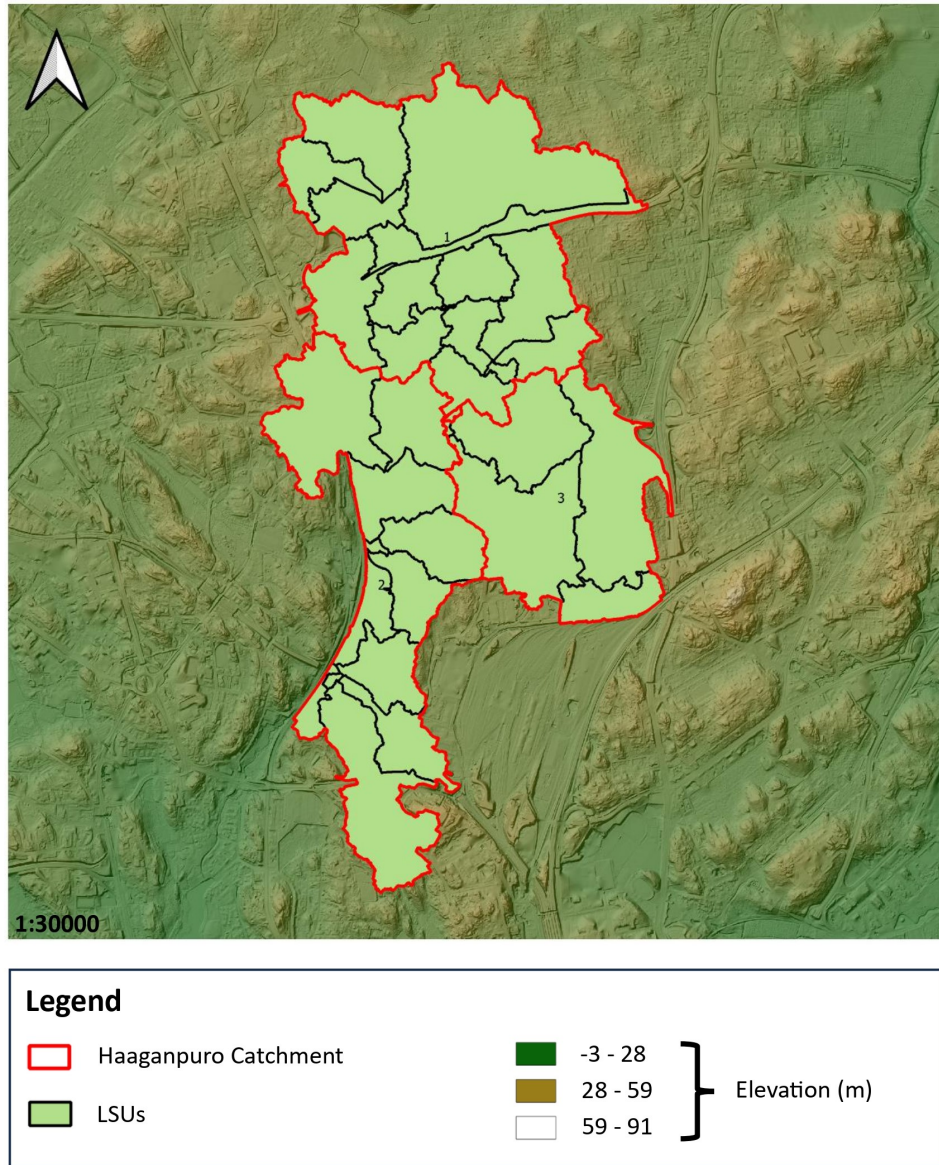 1
3
2
1:30000
Legend
Haaganpuro Catchment
LSUs
-3 - 28
28 - 59
59 - 91
Elevation (m)